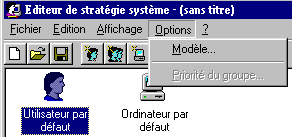 Editeur de stratégie système - (sans titre)
Fichier Edition Affichage Options ?
Modèle...
Priorité du groupe...
Utilisateur par défaut
Ordinateur par défaut